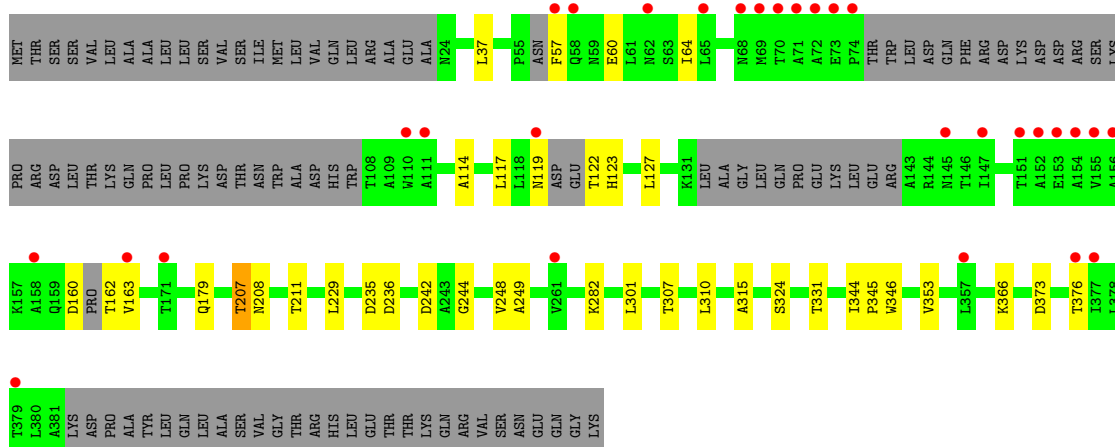 MET THR SER SER VAL LEU ALA ALA LEU LEU SER VAL SER ILE MET LEU VAL GLN LEU ARG ALA GLU ALA N24 L37 P55 ASN F57 Q58 N59 E60 L61 N62 S63 I64 L65 N68 M69 T70 A71 A72 E73 P74 THR TRP LEU ASP GLN PHE ARG ASP LYS ASP ASP ARG SER LYS
PRO ARG ASP LEU THR LYS GLN PRO LEU PRO LYS ASP THR ASN TRP ALA ASP HIS TRP T108 A109 W110 A111 A114 L117 L118 N119 ASP GLU T122 H123 L127 K131 LEU ALA GLY LEU GLN PRO GLU LYS LEU GLU ARG A143 R144 N145 T146 I147 T151 A152 E153 A154 V155 A156
K157 A158 Q159 D160 PRO T162 V163 T171 Q179 T207 N208 T211 L229 D235 D236 D242 A243 G244 V248 A249 V261 K282 L301 T307 L310 A315 S324 T331 I344 P345 W346 V353 L357 K366 D373 T376 I377 L378
T379 L380 A381 LYS ASP PRO ALA TYR LEU GLN LEU ALA SER VAL GLY THR ARG HIS LEU GLU THR THR LYS GLN ARG VAL SER ASN GLU GLN GLY LYS